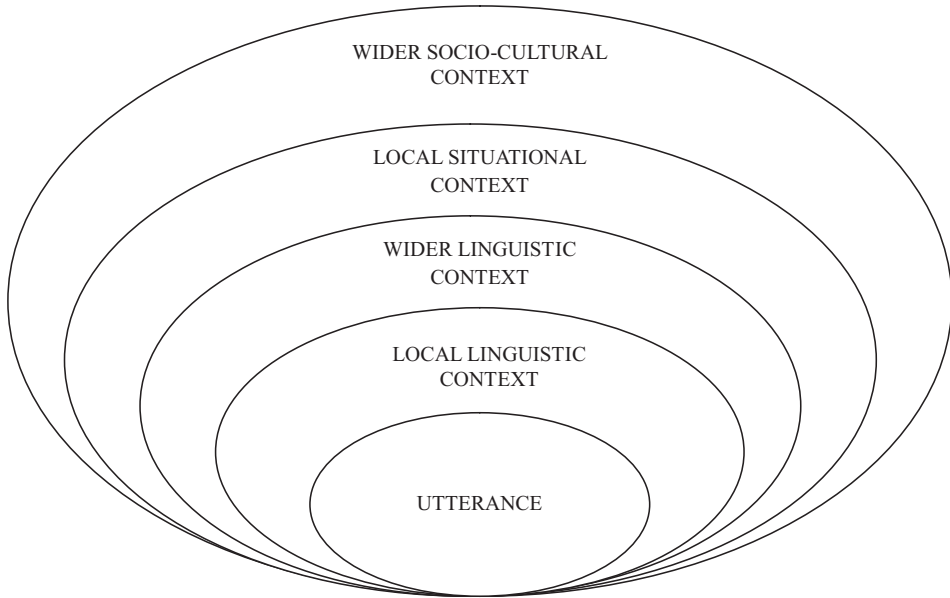 WIDER SOCIO-CULTURAL
CONTEXT
LOCAL SITUATIONAL
CONTEXT
WIDER LINGUISTIC
CONTEXT
LOCAL LINGUISTIC
CONTEXT
UTTERANCE